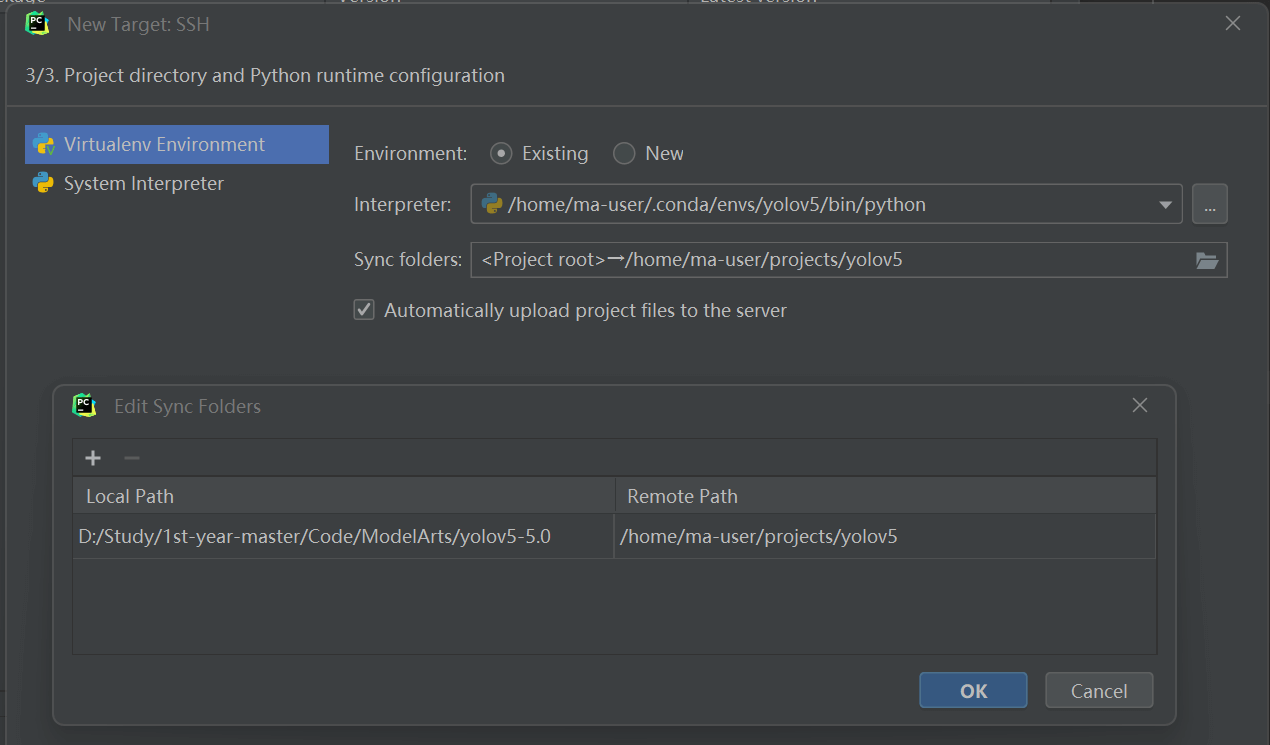 New Target: SSH
3/3. Project directory and Python runtime configuration
Virtualenv Environment
System Interpreter
Environment: Existing New
Interpreter: /home/ma-user/.conda/envs/yolov5/bin/python ...
Sync folders: <Project root>→/home/ma-user/projects/yolov5
Automatically upload project files to the server
Edit Sync Folders
Local Path Remote Path
D:/Study/1st-year-master/Code/ModelArts/yolov5-5.0 /home/ma-user/projects/yolov5
OK Cancel